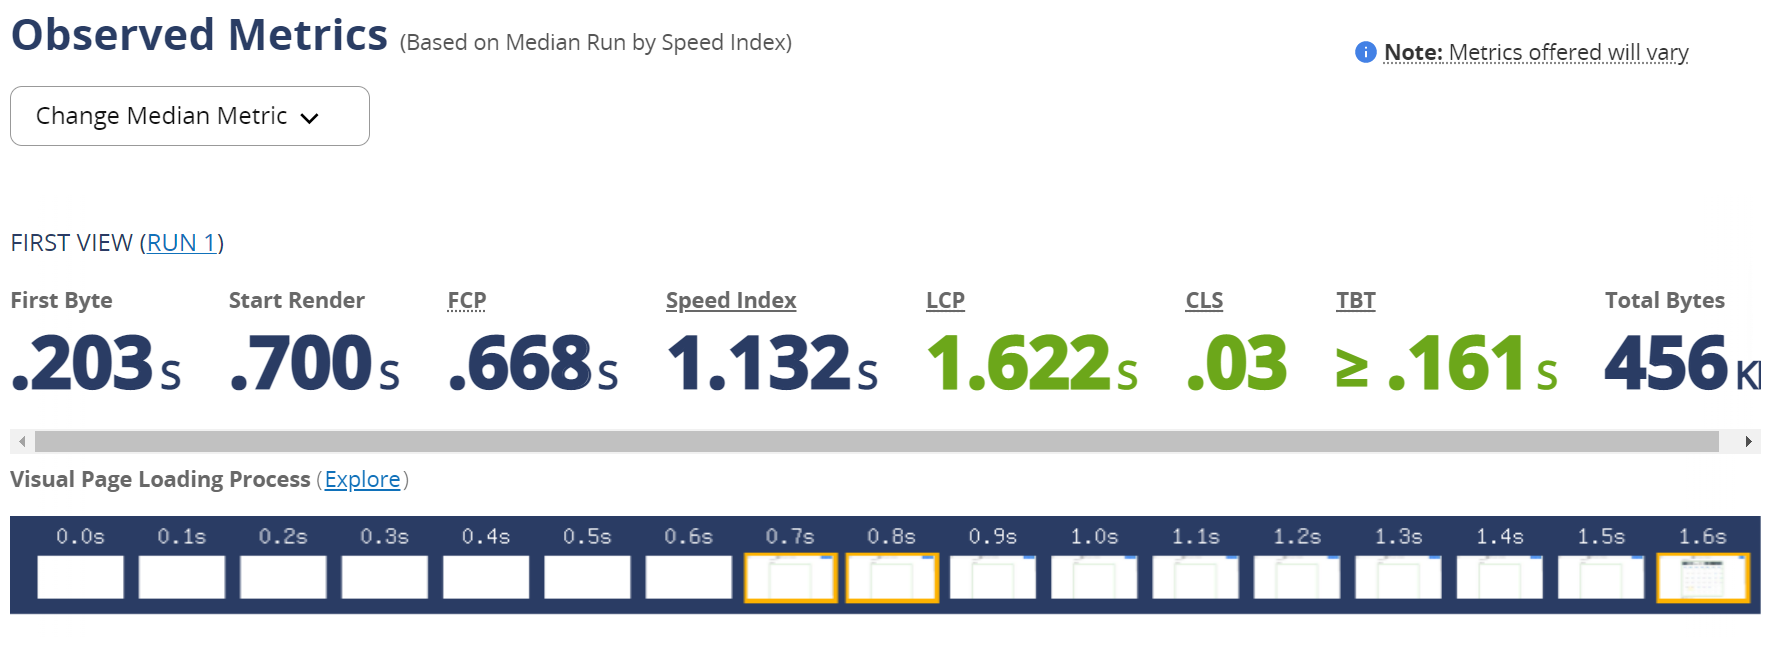 Observed Metrics (Based on Median Run by Speed Index)
Note: Metrics offered will vary
Change Median Metric
FIRST VIEW (RUN 1)
First Byte Start Render FCP Speed Index LCP CLS TBT Total Bytes
.203s .700s .668s 1.132s 1.622s .03 ≥ .161s 456
Visual Page Loading Process (Explore)
0.0s 0.1s 0.2s 0.3s 0.4s 0.5s 0.6s 0.7s 0.8s 0.9s 1.0s 1.1s 1.2s 1.3s 1.4s 1.5s 1.6s